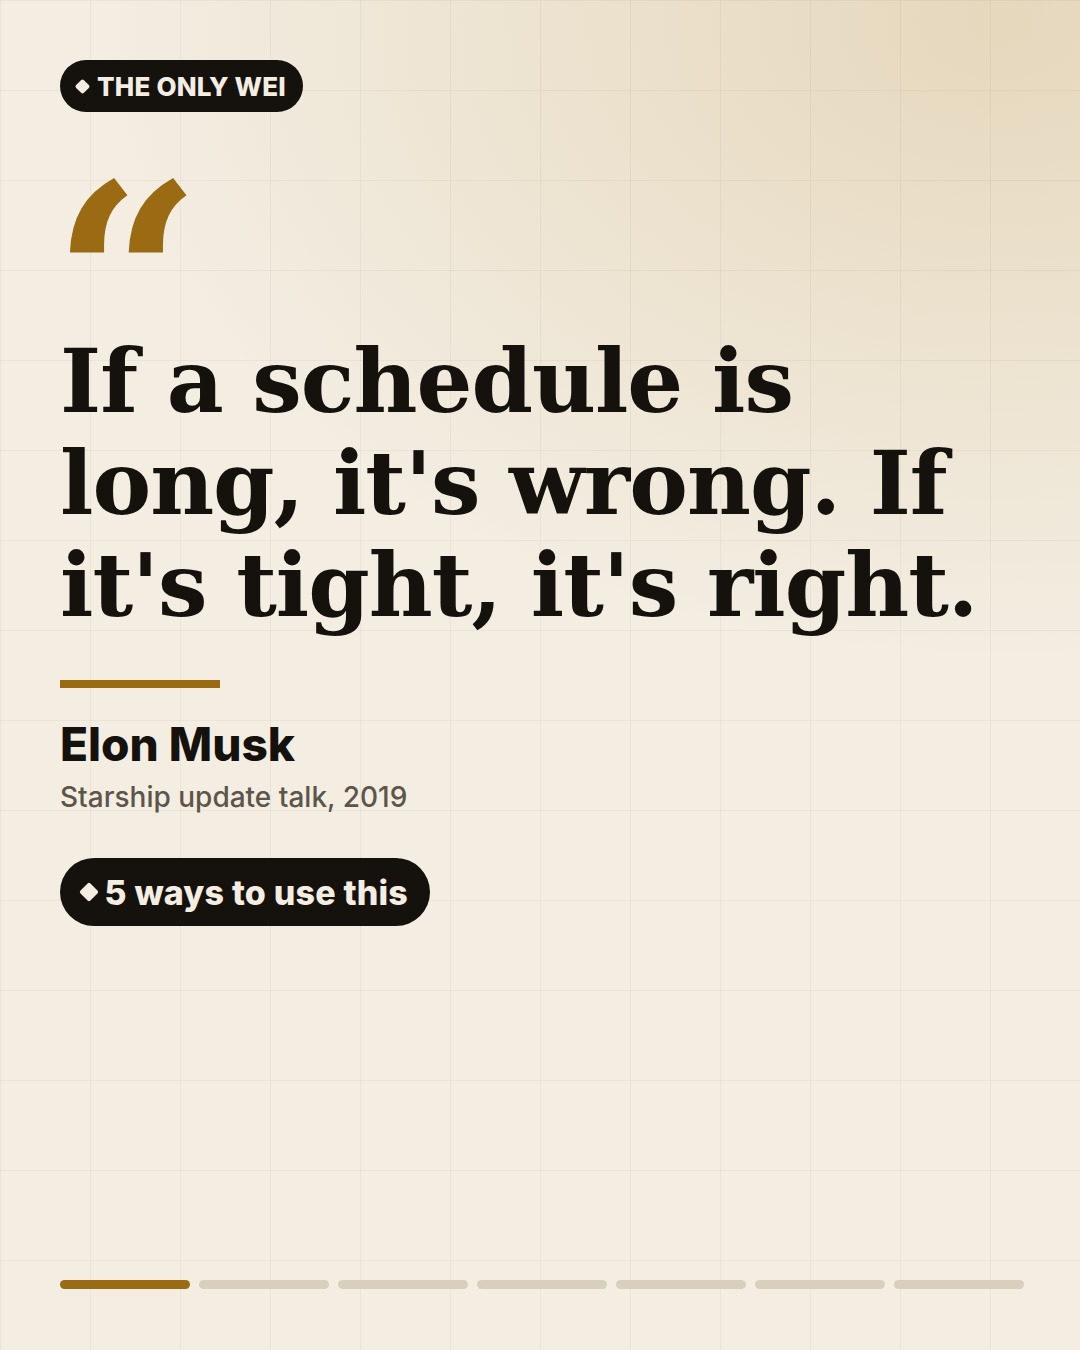 THE ONLY WEI
“
If a schedule is
long, it's wrong. If
it's tight, it's right.
Elon Musk
Starship update talk, 2019
5 ways to use this